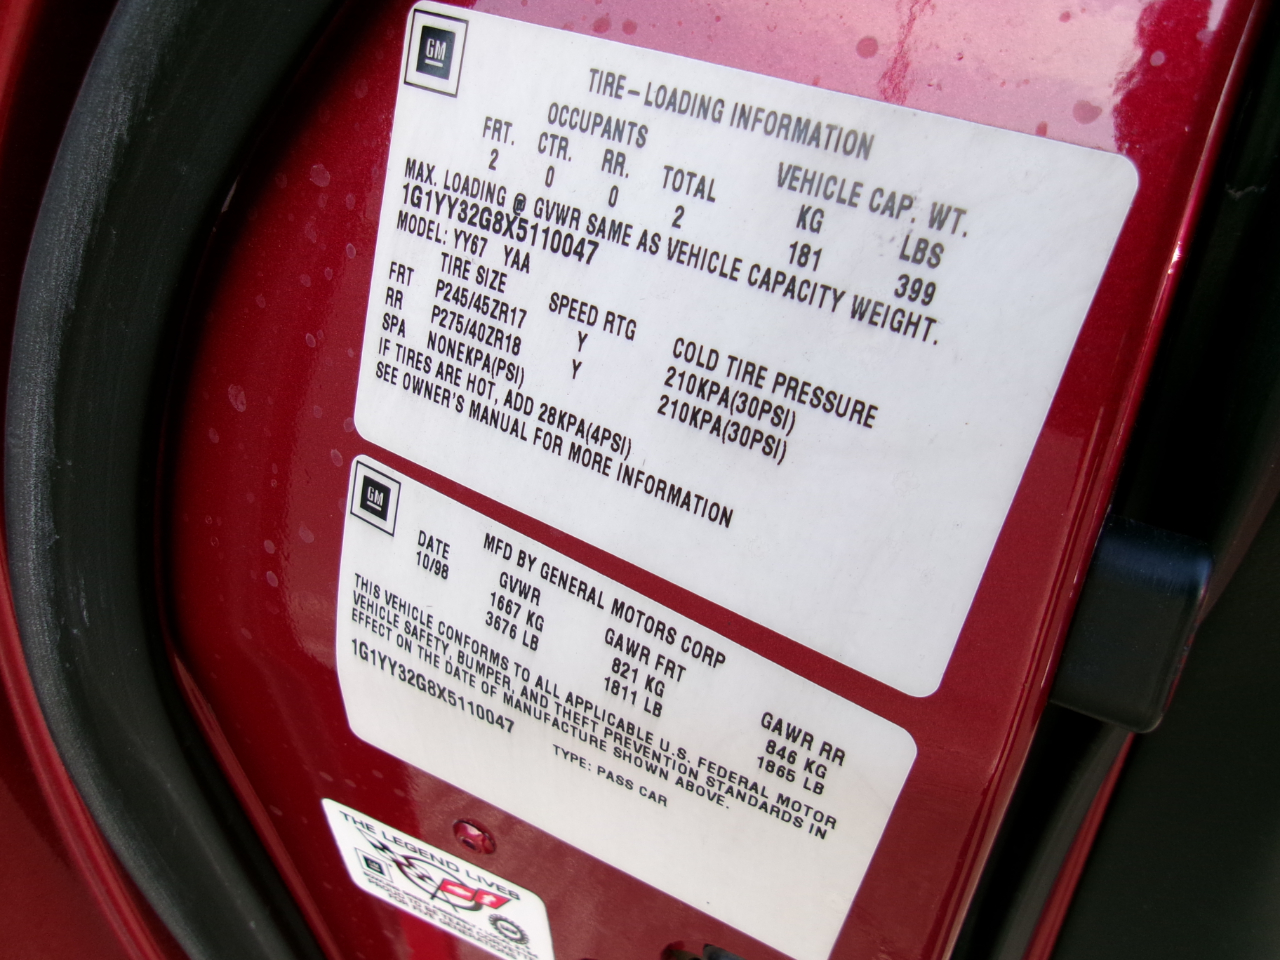 GM
TIRE-LOADING INFORMATION
OCCUPANTS VEHICLE CAP. WT.
FRT. CTR. RR. TOTAL KG LBS
2 0 0 2 181 399
MAX. LOADING @ GVWR SAME AS VEHICLE CAPACITY WEIGHT.
1G1YY32G8X5110047
MODEL: YY67 YAA
TIRE SIZE SPEED RTG COLD TIRE PRESSURE
FRT P245/45ZR17 Y 210KPA(30PSI)
RR P275/40ZR18 Y 210KPA(30PSI)
SPA NONEKPA(PSI)
IF TIRES ARE HOT, ADD 28KPA(4PSI)
SEE OWNER'S MANUAL FOR MORE INFORMATION
GM
MFD BY GENERAL MOTORS CORP
DATE GVWR GAWR FRT GAWR RR
10/98 1667 KG 821 KG 846 KG
3676 LB 1811 LB 1865 LB
THIS VEHICLE CONFORMS TO ALL APPLICABLE U.S. FEDERAL MOTOR
VEHICLE SAFETY, BUMPER, AND THEFT PREVENTION STANDARDS IN
EFFECT ON THE DATE OF MANUFACTURE SHOWN ABOVE.
1G1YY32G8X5110047 TYPE: PASS CAR
THE LEGEND LIVES
GM
FOR FIVE GENERATIONS